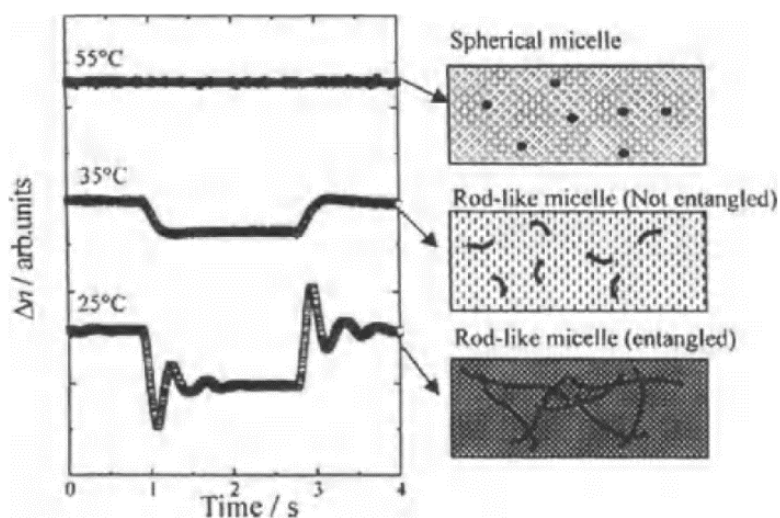 55°C
35°C
25°C
Δn / arb.units
0 1 2 3 4
Time / s
Spherical micelle
Rod-like micelle (Not entangled)
Rod-like micelle (entangled)